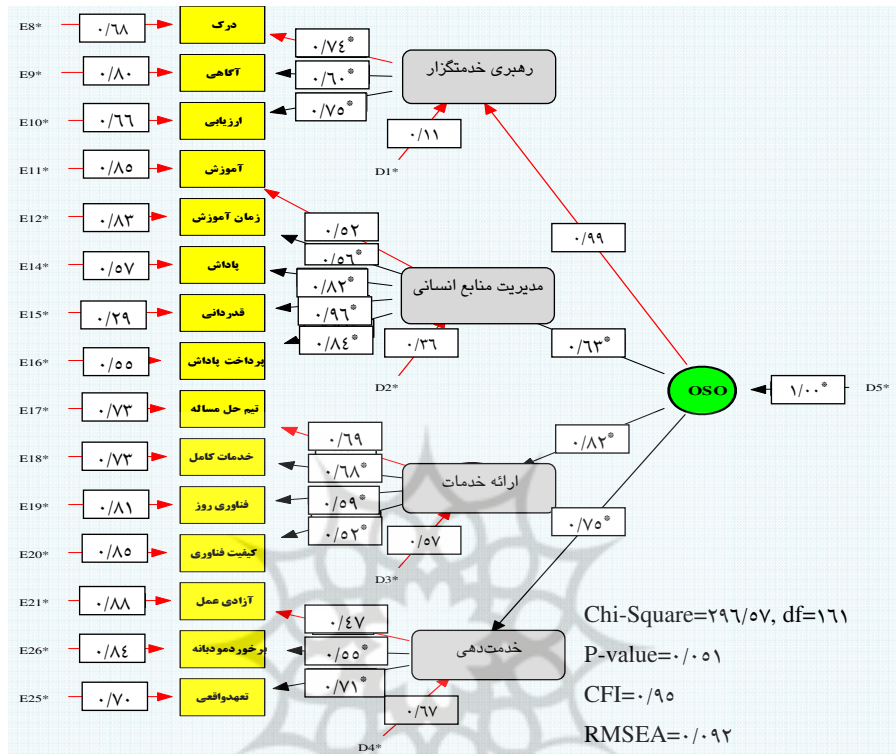 E8* ۰/۶۸ درک
۰/۷۴*
E9* ۰/۸۰ آگاهی
۰/۶۰*
رهبری خدمتگزار
E10* ۰/۶۶ ارزیابی
۰/۷۵*
۰/۱۱
D1*
E11* ۰/۸۵ آموزش
E12* ۰/۸۳ زمان آموزش
۰/۵۲
۰/۹۹
۰/۵۶*
E14* ۰/۵۷ پاداش
۰/۸۲*
مدیریت منابع انسانی
E15* ۰/۲۹ قدردانی
۰/۹۶*
۰/۸۴*
۰/۳۶
۰/۶۳*
E16* ۰/۵۵ پرداخت پاداش
D2*
OSO
۱/۰۰*
D5*
E17* ۰/۷۳ تیم حل مساله
۰/۶۹
۰/۸۲*
E18* ۰/۷۳ خدمات کامل
۰/۶۸*
ارائه خدمات
E19* ۰/۸۱ فناوری روز
۰/۵۹*
۰/۵۲*
۰/۷۵*
E20* ۰/۸۵ کیفیت فناوری
۰/۵۷
D3*
E21* ۰/۸۸ آزادی عمل
۰/۴۷
E26* ۰/۸۴ برخوردمودبانه
۰/۵۵*
خدمت‌دهی
E25* ۰/۷۰ تعهدواقعی
۰/۷۱*
۰/۶۷
D4*
Chi-Square=۲۹۶/۵۷, df=۱۶۱
P-value=۰/۰۵۱
CFI=۰/۹۵
RMSEA=۰/۰۹۲